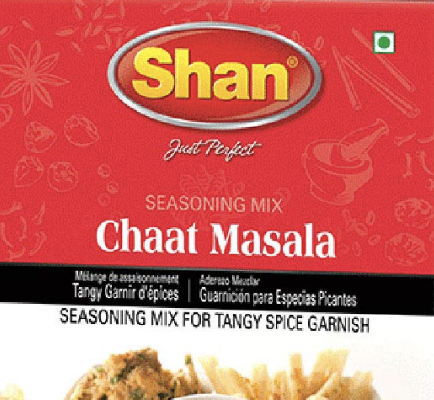 Shan®
Just Perfect
SEASONING MIX
Chaat Masala
Mélange de assaisonnement
Tangy Garnir d'épices
Aderezo Mezclar
Guarnición para Especias Picantes
SEASONING MIX FOR TANGY SPICE GARNISH